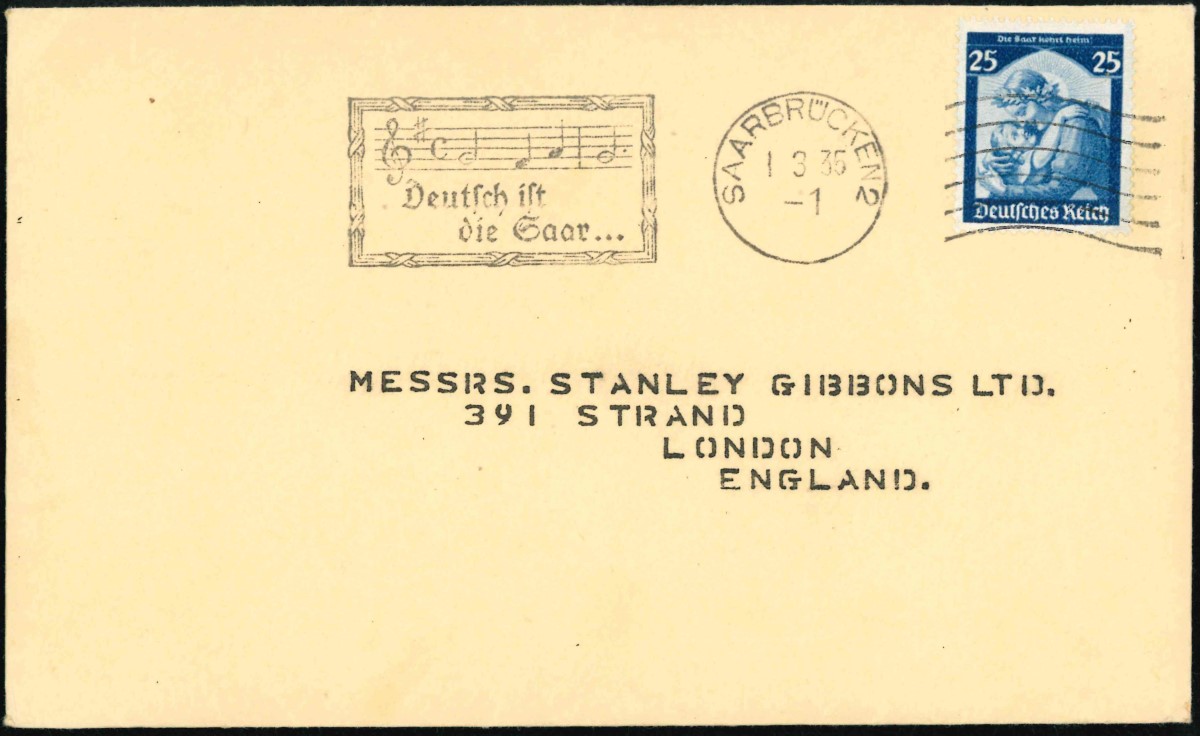 Die Saar kehrt heim!
25 25
Deutsches Reich
SAARBRÜCKEN 2
1 3 35
-1
Deutsch ist
die Saar...
MESSRS. STANLEY GIBBONS LTD.
391 STRAND
LONDON
ENGLAND.